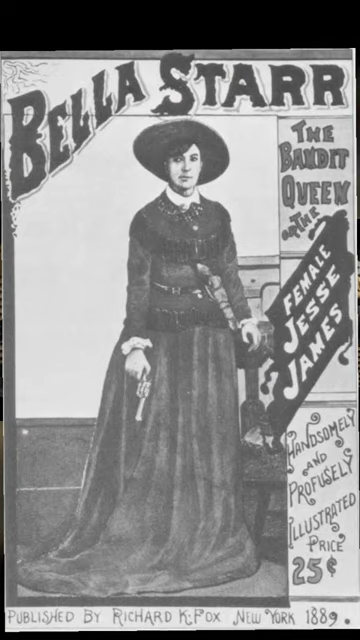 BELLA STARR
THE
BANDIT
QUEEN
OR THE
FEMALE
JESSE
JAMES
HANDSOMELY
AND
PROFUSELY
ILLUSTRATED
PRICE
25¢
PUBLISHED BY RICHARD K. FOX NEW YORK 1889.